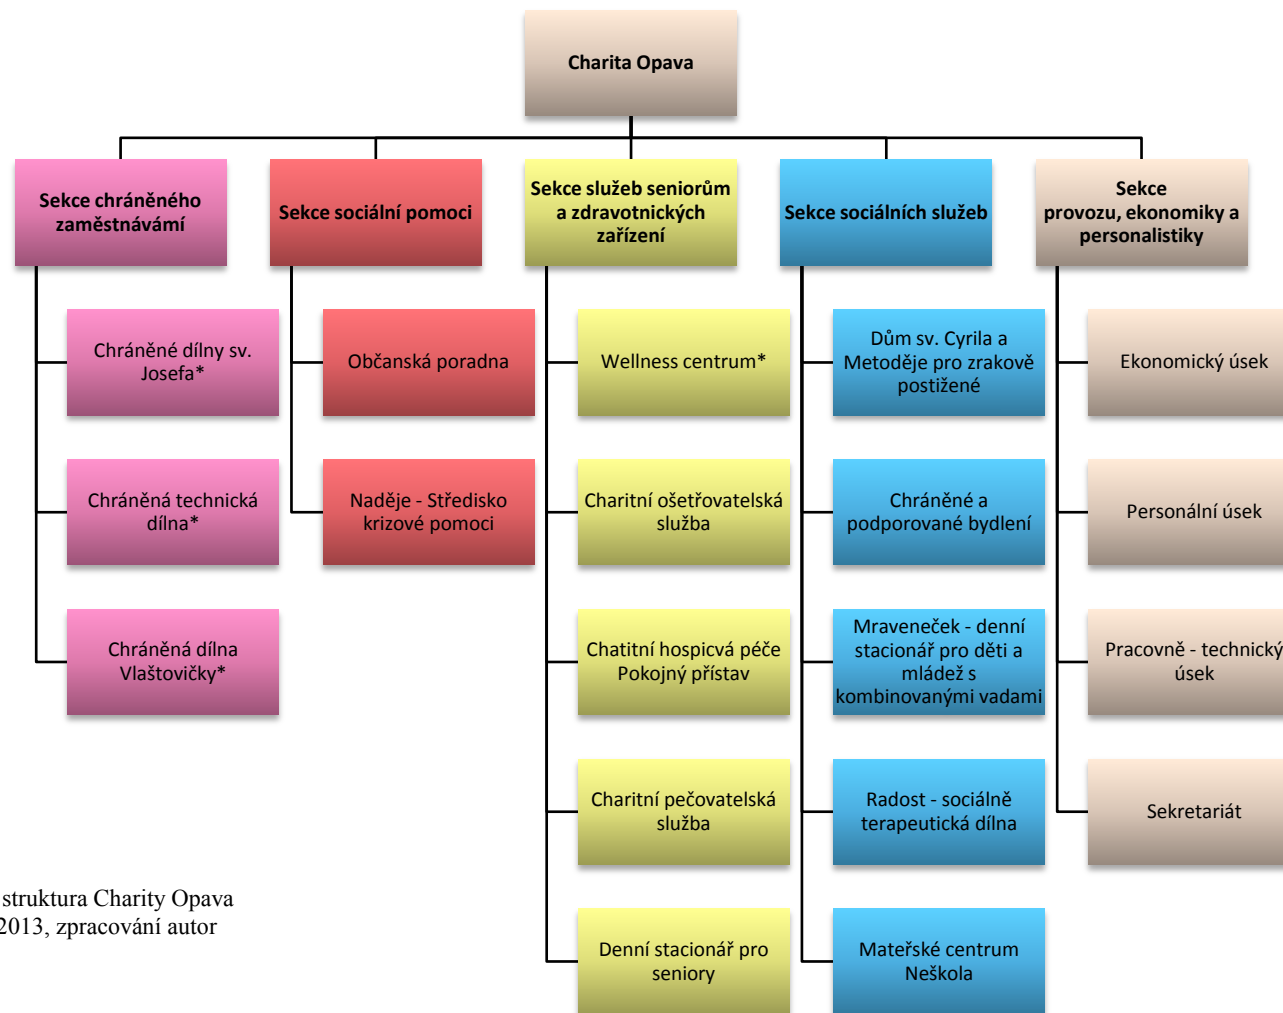 Charita Opava
Sekce chráněného
zaměstnávámí
Sekce sociální pomoci
Sekce služeb seniorům
a zdravotnických
zařízení
Sekce sociálních služeb
Sekce
provozu, ekonomiky a
personalistiky
Chráněné dílny sv.
Josefa*
Chráněná technická
dílna*
Chráněná dílna
Vlaštovičky*
Občanská poradna
Naděje - Středisko
krizové pomoci
Wellness centrum*
Charitní ošetřovatelská
služba
Chatitní hospicvá péče
Pokojný přístav
Charitní pečovatelská
služba
Denní stacionář pro
seniory
Dům sv. Cyrila a
Metoděje pro zrakově
postižené
Chráněné a
podporované bydlení
Mraveneček - denní
stacionář pro děti a
mládež s
kombinovanými vadami
Radost - sociálně
terapeutická dílna
Mateřské centrum
Neškola
Ekonomický úsek
Personální úsek
Pracovně - technický
úsek
Sekretariát
struktura Charity Opava
2013, zpracování autor